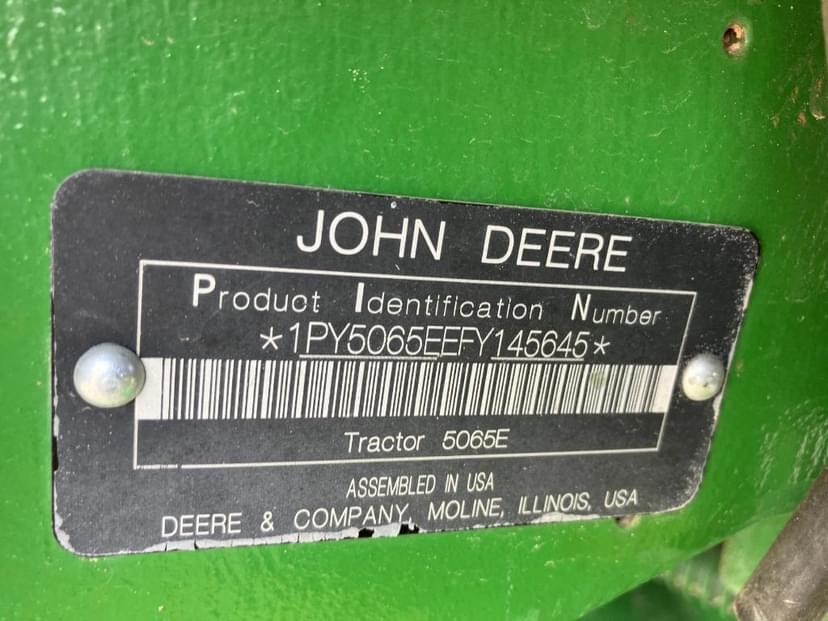 JOHN DEERE
Product Identification Number
*1PY5065EEFY145645*
Tractor 5065E
ASSEMBLED IN USA
DEERE & COMPANY, MOLINE, ILLINOIS, USA